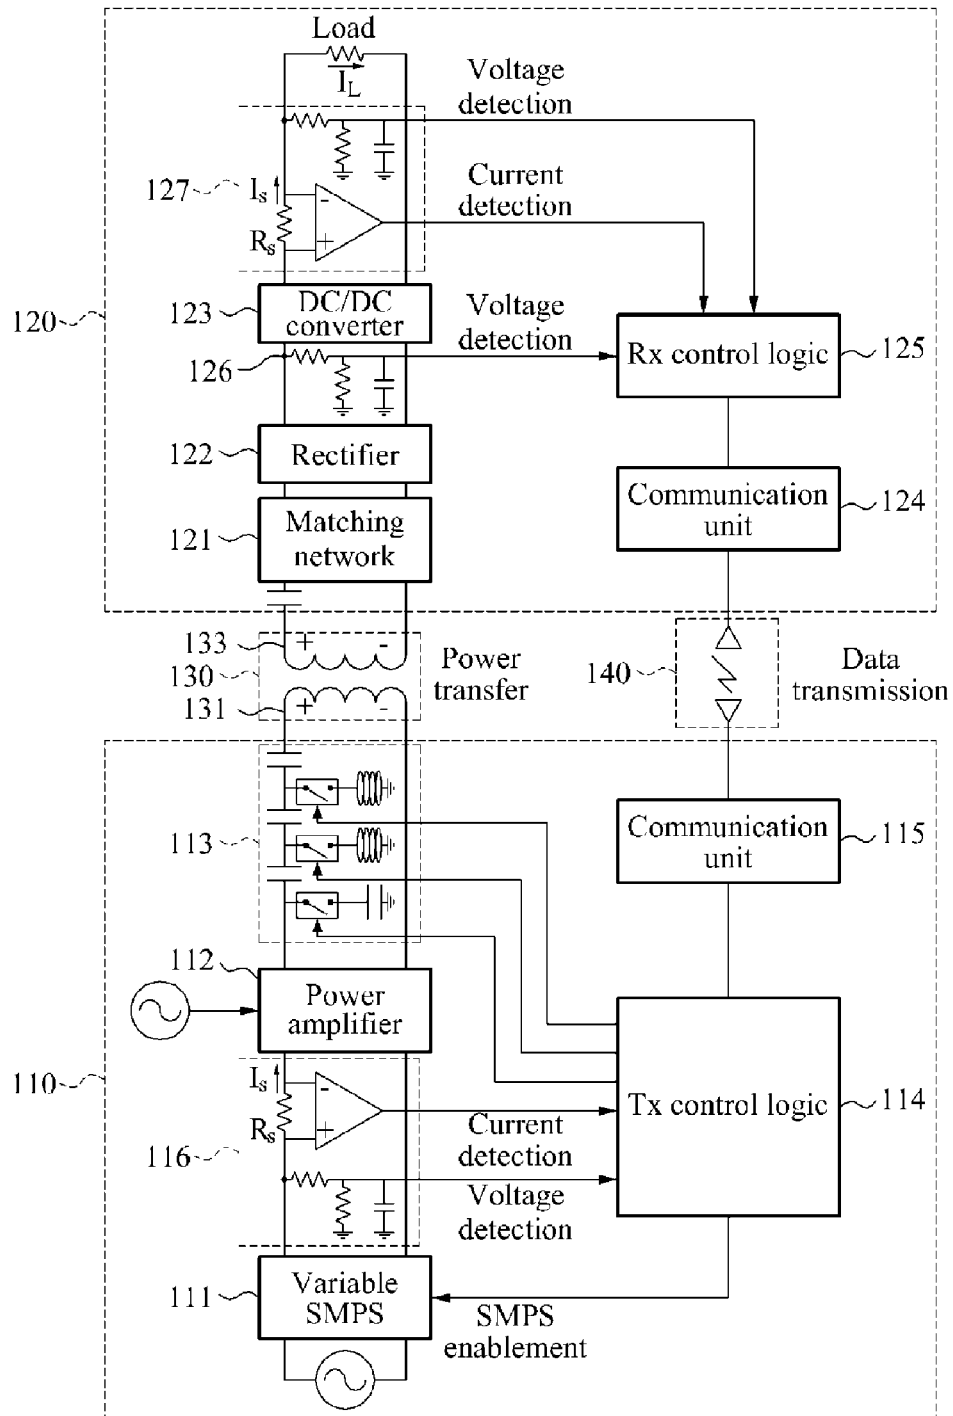 Load
I_L
Voltage
detection
127
I_s
-
Current
detection
R_s
+
123
DC/DC
converter
Voltage
detection
120
126
Rx control logic
125
122
Rectifier
121
Matching
network
Communication
unit
124
133
+
-
130
Power
transfer
131
+
-
140
Data
transmission
113
Communication
unit
115
112
Power
amplifier
110
I_s
-
R_s
+
116
Current
detection
Voltage
detection
Tx control logic
114
111
Variable
SMPS
SMPS
enablement